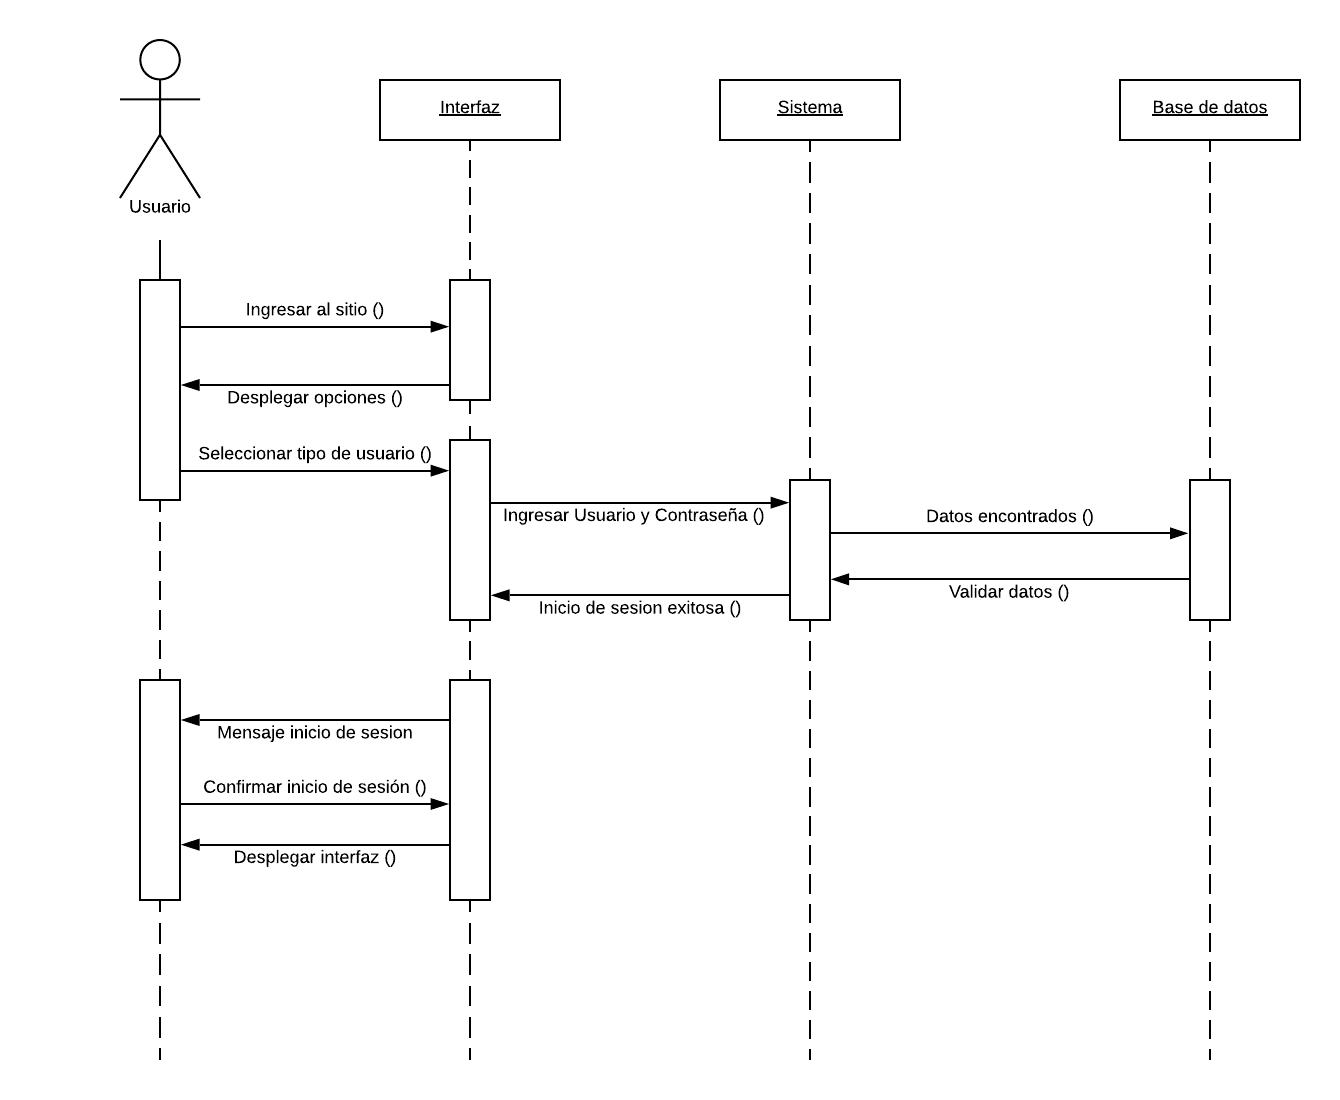 Usuario
Interfaz
Sistema
Base de datos
Ingresar al sitio ()
Desplegar opciones ()
Seleccionar tipo de usuario ()
Ingresar Usuario y Contraseña ()
Datos encontrados ()
Validar datos ()
Inicio de sesion exitosa ()
Mensaje inicio de sesion
Confirmar inicio de sesión ()
Desplegar interfaz ()